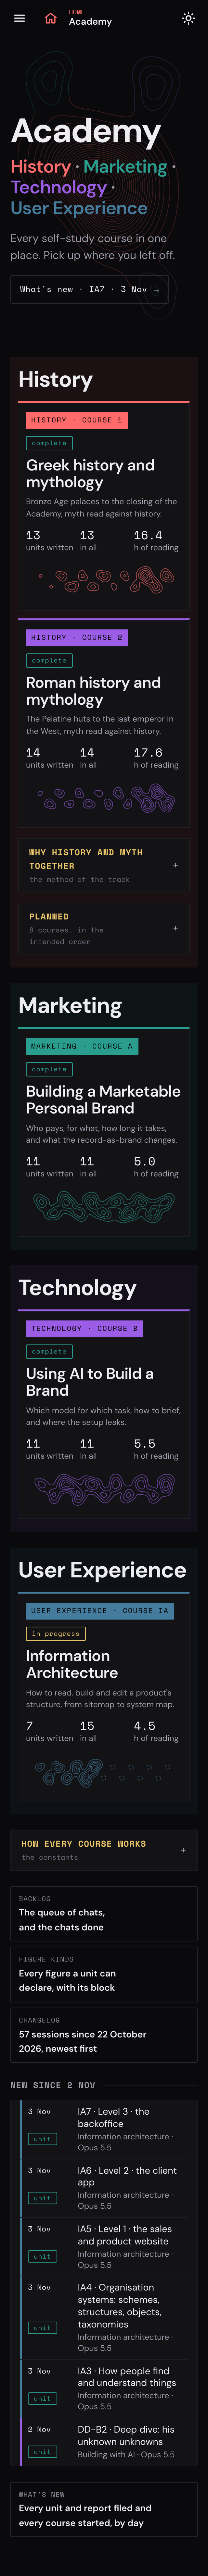 HOME
Academy
Academy
History · Marketing ·
Technology ·
User Experience
Every self-study course in one
place. Pick up where you left off.
What's new · IA7 · 3 Nov →
History
HISTORY · COURSE 1
complete
Greek history and
mythology
Bronze Age palaces to the closing of the
Academy, myth read against history.
13 13 16.4
units written in all h of reading
HISTORY · COURSE 2
complete
Roman history and
mythology
The Palatine huts to the last emperor in
the West, myth read against history.
14 14 17.6
units written in all h of reading
WHY HISTORY AND MYTH
TOGETHER
the method of the track
+
PLANNED
8 courses, in the
intended order
+
Marketing
MARKETING · COURSE A
complete
Building a Marketable
Personal Brand
Who pays, for what, how long it takes,
and what the record-as-brand changes.
11 11 5.0
units written in all h of reading
Technology
TECHNOLOGY · COURSE B
complete
Using AI to Build a
Brand
Which model for which task, how to brief,
and where the setup leaks.
11 11 5.5
units written in all h of reading
User Experience
USER EXPERIENCE · COURSE IA
in progress
Information
Architecture
How to read, build and edit a product's
structure, from sitemap to system map.
7 15 4.5
units written in all h of reading
HOW EVERY COURSE WORKS
the constants
+
BACKLOG
The queue of chats,
and the chats done
FIGURE KINDS
Every figure a unit can
declare, with its block
CHANGELOG
57 sessions since 22 October
2026, newest first
NEW SINCE 2 NOV
3 Nov
unit
IA7 · Level 3 · the
backoffice
Information architecture ·
Opus 5.5
3 Nov
unit
IA6 · Level 2 · the client
app
Information architecture ·
Opus 5.5
3 Nov
unit
IA5 · Level 1 · the sales
and product website
Information architecture ·
Opus 5.5
3 Nov
unit
IA4 · Organisation
systems: schemes,
structures, objects,
taxonomies
Information architecture ·
Opus 5.5
3 Nov
unit
IA3 · How people find
and understand things
Information architecture ·
Opus 5.5
2 Nov
unit
DD-B2 · Deep dive: his
unknown unknowns
Building with AI · Opus 5.5
WHAT'S NEW
Every unit and report filed and
every course started, by day